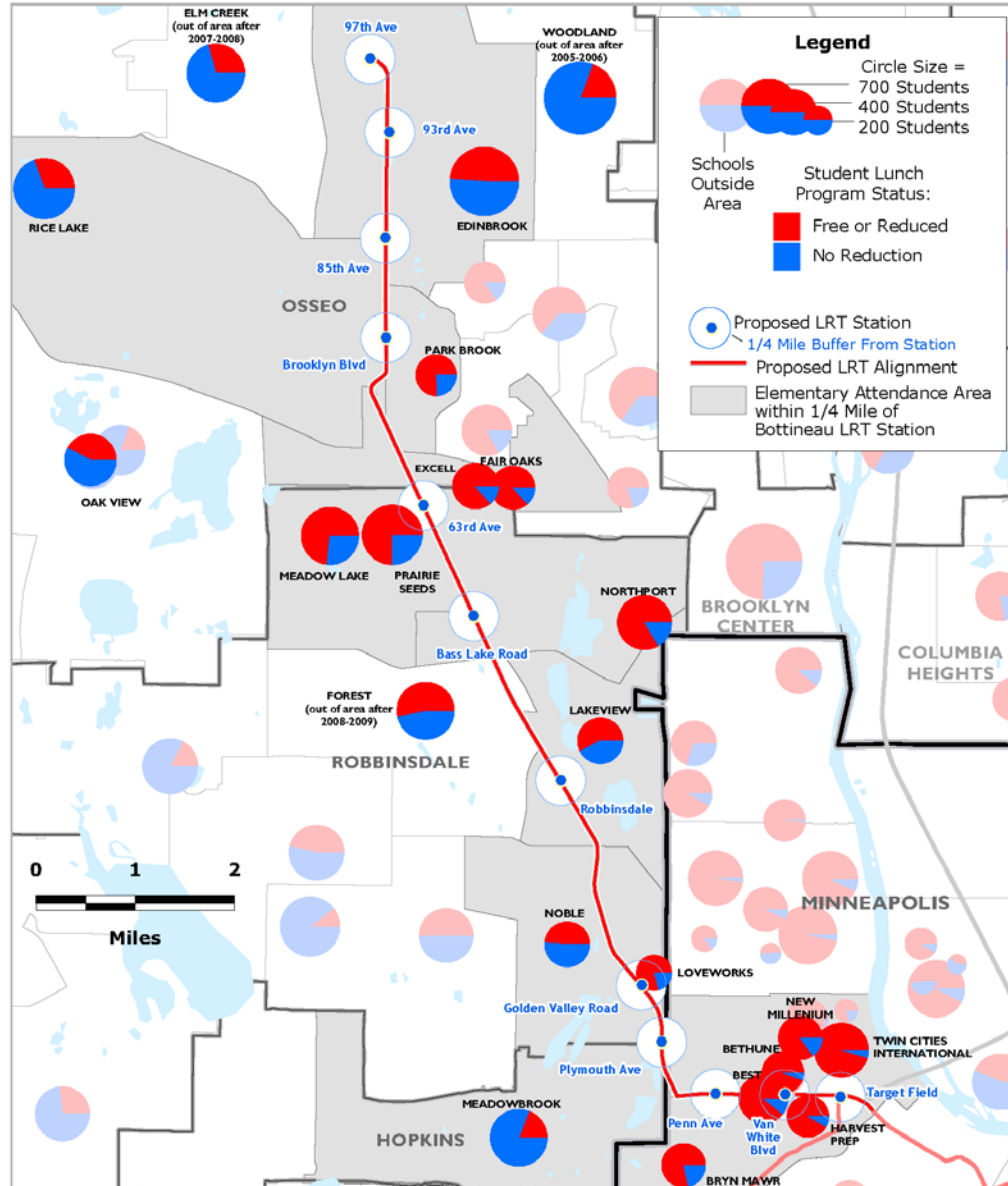 ELM CREEK
(out of area after
2007-2008)
97th Ave
WOODLAND
(out of area after
2005-2006)
93rd Ave
RICE LAKE
EDINBROOK
85th Ave
OSSEO
Brooklyn Blvd
PARK BROOK
Legend
Circle Size =
700 Students
400 Students
200 Students
Schools
Outside
Area
Student Lunch
Program Status:
Free or Reduced
No Reduction
Proposed LRT Station
1/4 Mile Buffer From Station
Proposed LRT Alignment
Elementary Attendance Area
within 1/4 Mile of
Bottineau LRT Station
OAK VIEW
EXCELL
FAIR OAKS
63rd Ave
MEADOW LAKE
PRAIRIE
SEEDS
NORTHPORT
BROOKLYN
CENTER
Bass Lake Road
COLUMBIA
HEIGHTS
FOREST
(out of area after
2008-2009)
LAKEVIEW
ROBBINSDALE
Robbinsdale
0 1 2
Miles
MINNEAPOLIS
NOBLE
LOVEWORKS
Golden Valley Road
NEW
MILLENIUM
TWIN CITIES
INTERNATIONAL
BETHUNE
Plymouth Ave
BEST
Target Field
Penn Ave
Van
White
Blvd
HARVEST
PREP
MEADOWBROOK
HOPKINS
BRYN MAWR